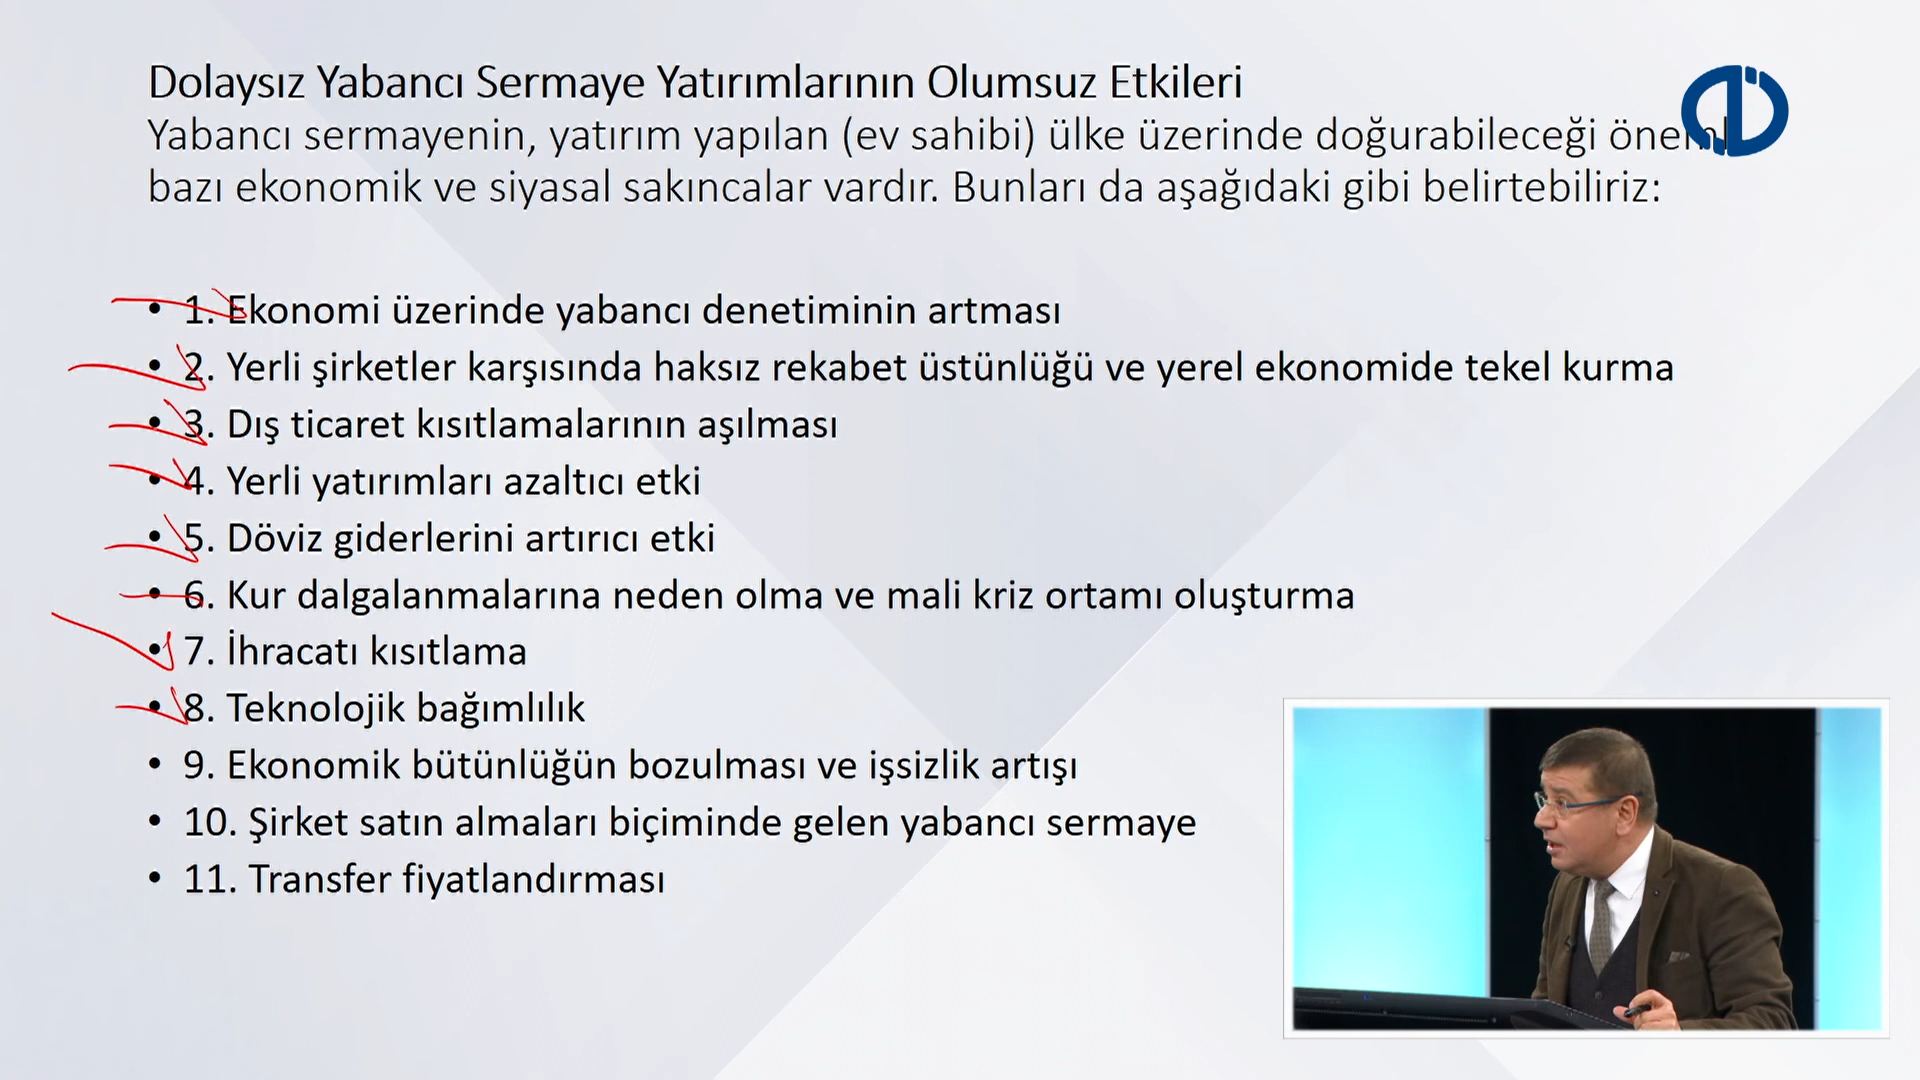 Dolaysız Yabancı Sermaye Yatırımlarının Olumsuz Etkileri
Yabancı sermayenin, yatırım yapılan (ev sahibi) ülke üzerinde doğurabileceği
bazı ekonomik ve siyasal sakıncalar vardır. Bunları da aşağıdaki gibi belirtebiliriz:
• 1. Ekonomi üzerinde yabancı denetiminin artması
• 2. Yerli şirketler karşısında haksız rekabet üstünlüğü ve yerel ekonomide tekel kurma
• 3. Dış ticaret kısıtlamalarının aşılması
• 4. Yerli yatırımları azaltıcı etki
• 5. Döviz giderlerini artırıcı etki
• 6. Kur dalgalanmalarına neden olma ve mali kriz ortamı oluşturma
• 7. İhracatı kısıtlama
• 8. Teknolojik bağımlılık
• 9. Ekonomik bütünlüğün bozulması ve işsizlik artışı
• 10. Şirket satın almaları biçiminde gelen yabancı sermaye
• 11. Transfer fiyatlandırması